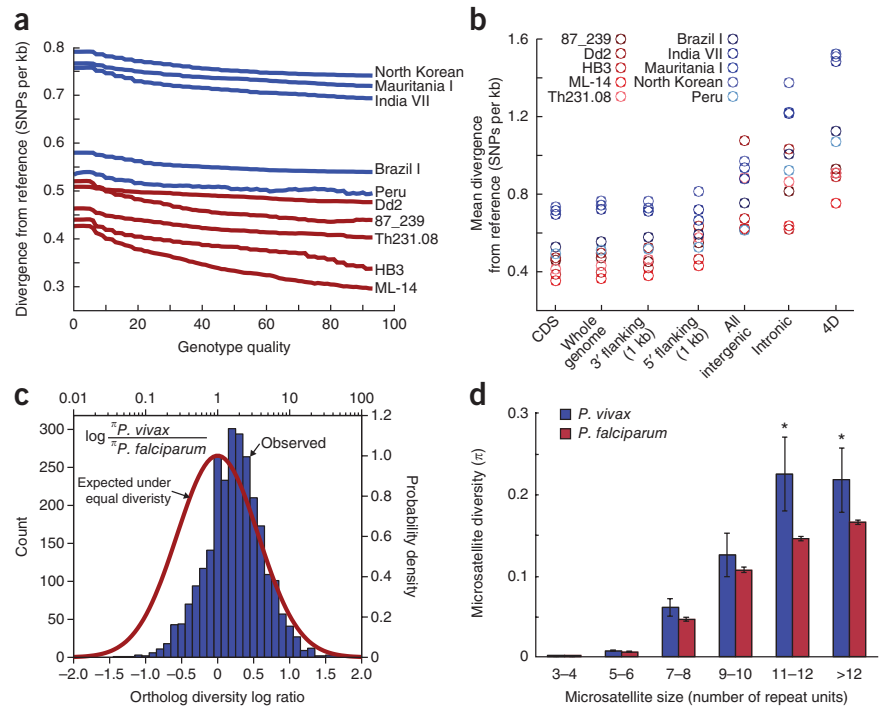 a
Divergence from reference (SNPs per kb)
0.8
0.7
0.6
0.5
0.4
0.3
North Korean
Mauritania I
India VII
Brazil I
Peru
Dd2
87_239
Th231.08
HB3
ML-14
0 20 40 60 80 100
Genotype quality
b
Mean divergence
from reference (SNPs per kb)
1.6
1.2
0.8
0.4
87_239
Dd2
HB3
ML-14
Th231.08
Brazil I
India VII
Mauritania I
North Korean
Peru
CDS
Whole
genome
3′ flanking
(1 kb)
5′ flanking
(1 kb)
All
intergenic
Intronic
4D
c
0.01 0.1 0 1 10 100
log πP. vivax
πP. falciparum
Observed
Expected under
equal diveristy
Count
300
250
200
150
100
50
0
1.2
1.0
0.8
0.6
0.4
0.2
0
Probability density
–2.0 –1.5 –1.0 –0.5 0 0.5 1.0 1.5 2.0
Ortholog diversity log ratio
d
P. vivax
P. falciparum
Microsatellite diversity (π)
0.3
0.2
0.1
0
* *
3–4 5–6 7–8 9–10 11–12 >12
Microsatellite size (number of repeat units)